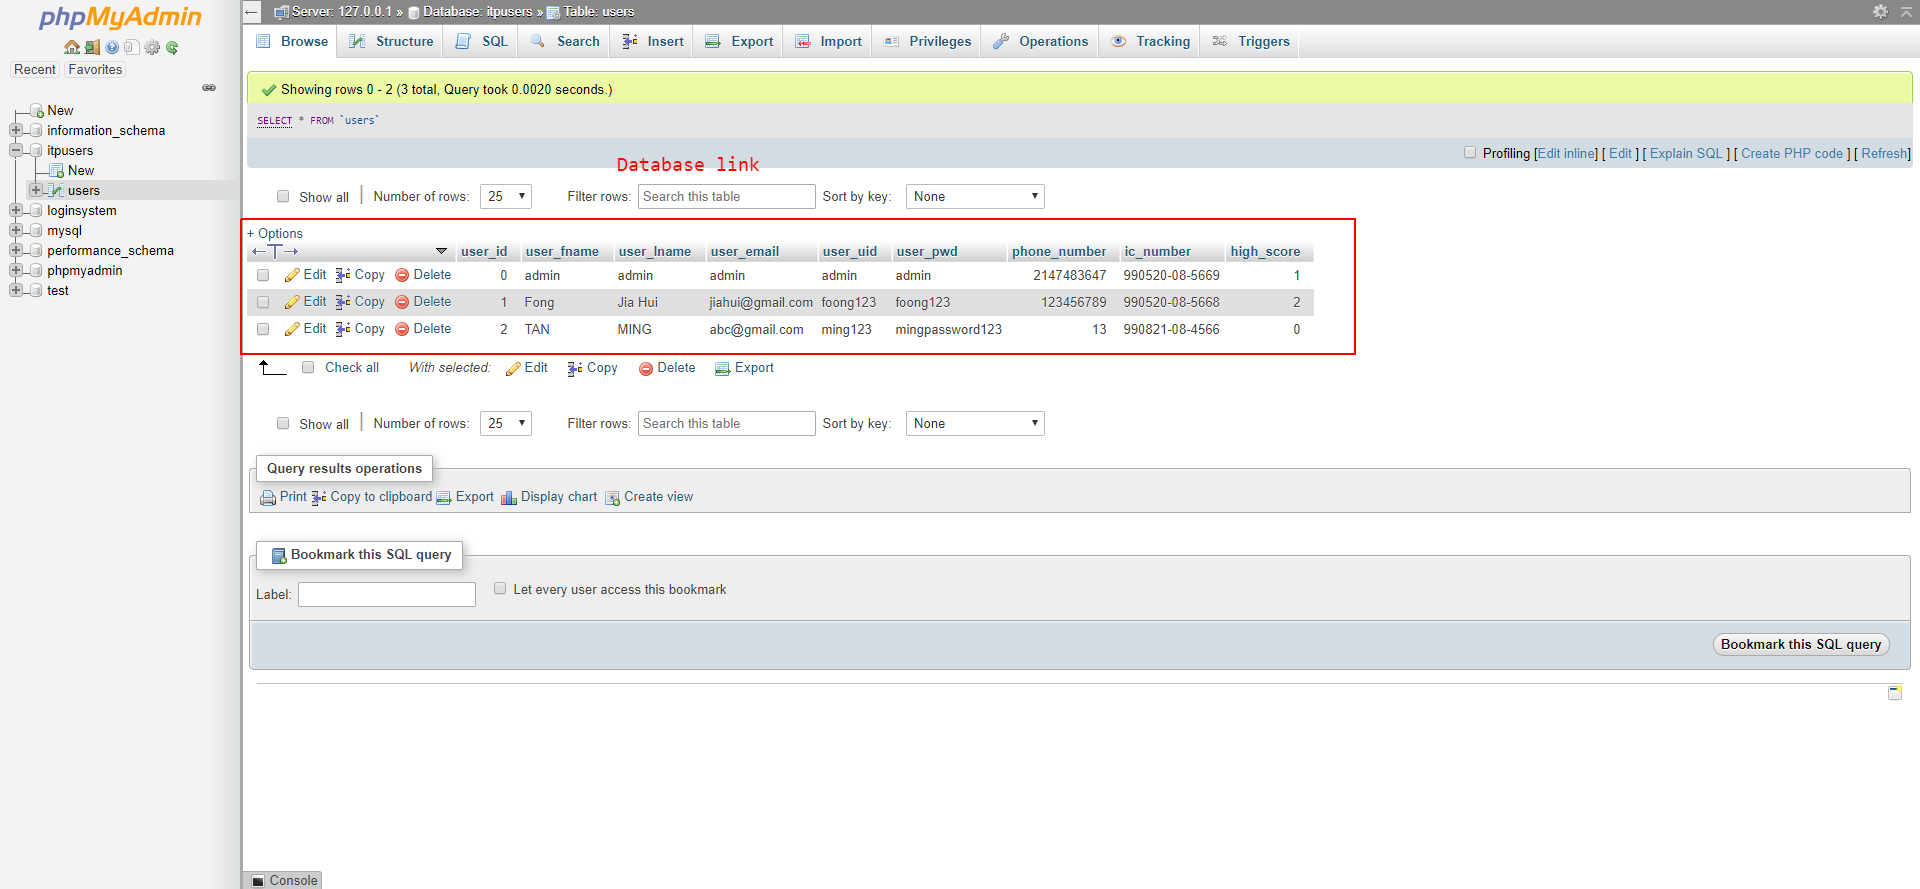 phpMyAdmin
Recent Favorites
New
information_schema
itpusers
New
users
loginsystem
mysql
performance_schema
phpmyadmin
test
Server: 127.0.0.1 » Database: itpusers » Table: users
Browse Structure SQL Search Insert Export Import Privileges Operations Tracking Triggers
Showing rows 0 - 2 (3 total, Query took 0.0020 seconds.)
SELECT * FROM `users`
Profiling [Edit inline] [ Edit ] [ Explain SQL ] [ Create PHP code ] [ Refresh]
Database link
Show all Number of rows: 25 Filter rows: Search this table Sort by key: None
+ Options
user_id user_fname user_lname user_email user_uid user_pwd phone_number ic_number high_score
Edit Copy Delete 0 admin admin admin admin admin 2147483647 990520-08-5669 1
Edit Copy Delete 1 Fong Jia Hui jiahui@gmail.com foong123 foong123 123456789 990520-08-5668 2
Edit Copy Delete 2 TAN MING abc@gmail.com ming123 mingpassword123 13 990821-08-4566 0
Check all With selected: Edit Copy Delete Export
Show all Number of rows: 25 Filter rows: Search this table Sort by key: None
Query results operations
Print Copy to clipboard Export Display chart Create view
Bookmark this SQL query
Label: Let every user access this bookmark
Bookmark this SQL query
Console